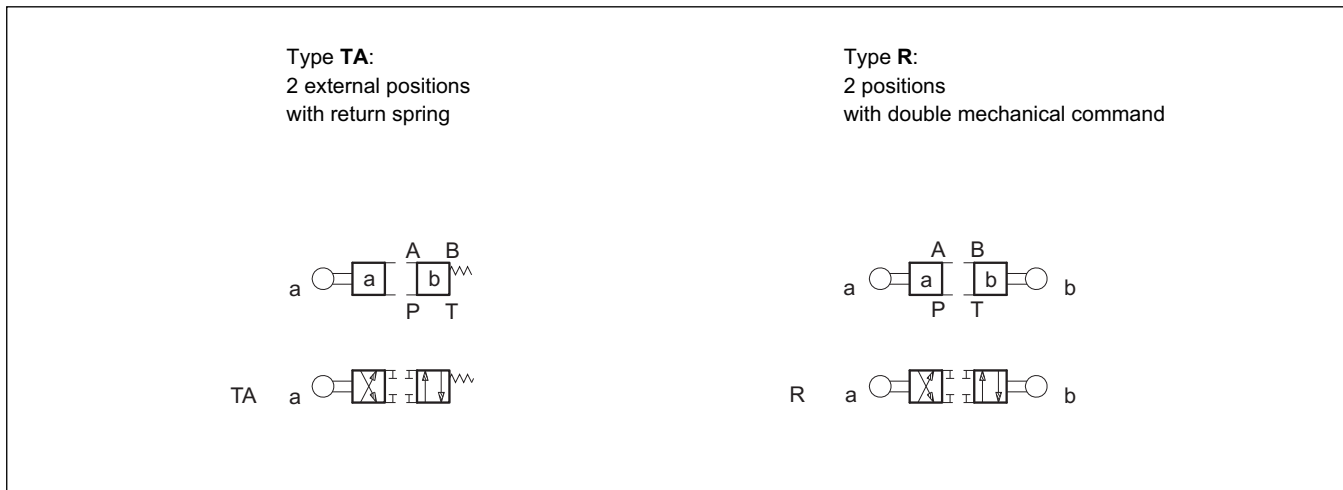 Type TA:
2 external positions
with return spring
Type R:
2 positions
with double mechanical command
A B
a a b
P T
A B
a a b b
P T
TA a
R a b